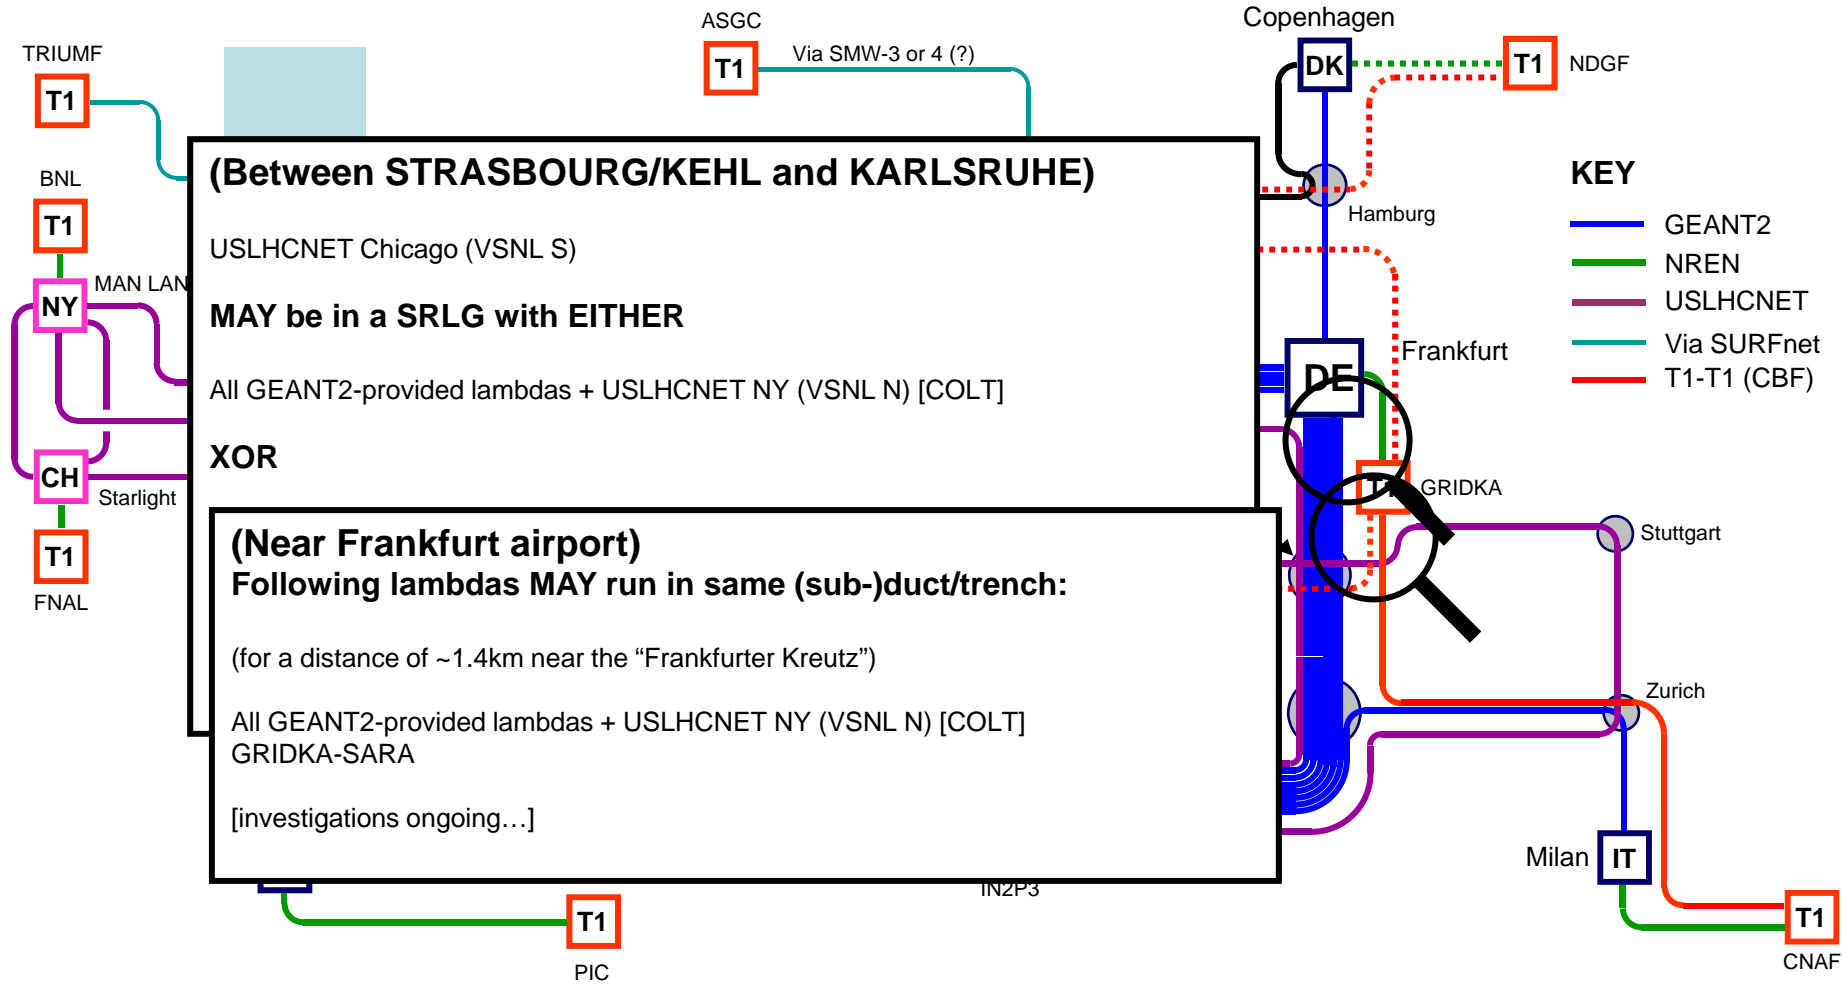 ASGC
Copenhagen
TRIUMF
Via SMW-3 or 4 (?)
T1
DK
T1
NDGF
T1
(Between STRASBOURG/KEHL and KARLSRUHE)
KEY
BNL
T1
Hamburg
GEANT2
USLHCNET Chicago (VSNL S)
NREN
MAN LAN
NY
USLHCNET
MAY be in a SRLG with EITHER
Via SURFnet
Frankfurt
DE
T1-T1 (CBF)
All GEANT2-provided lambdas + USLHCNET NY (VSNL N) [COLT]
XOR
CH
Starlight
GRIDKA
T1
FNAL
(Near Frankfurt airport)
Stuttgart
Following lambdas MAY run in same (sub-)duct/trench:
(for a distance of ~1.4km near the “Frankfurter Kreutz”)
Zurich
All GEANT2-provided lambdas + USLHCNET NY (VSNL N) [COLT]
GRIDKA-SARA
[investigations ongoing…]
Milan
IT
IN2P3
T1
PIC
T1
CNAF